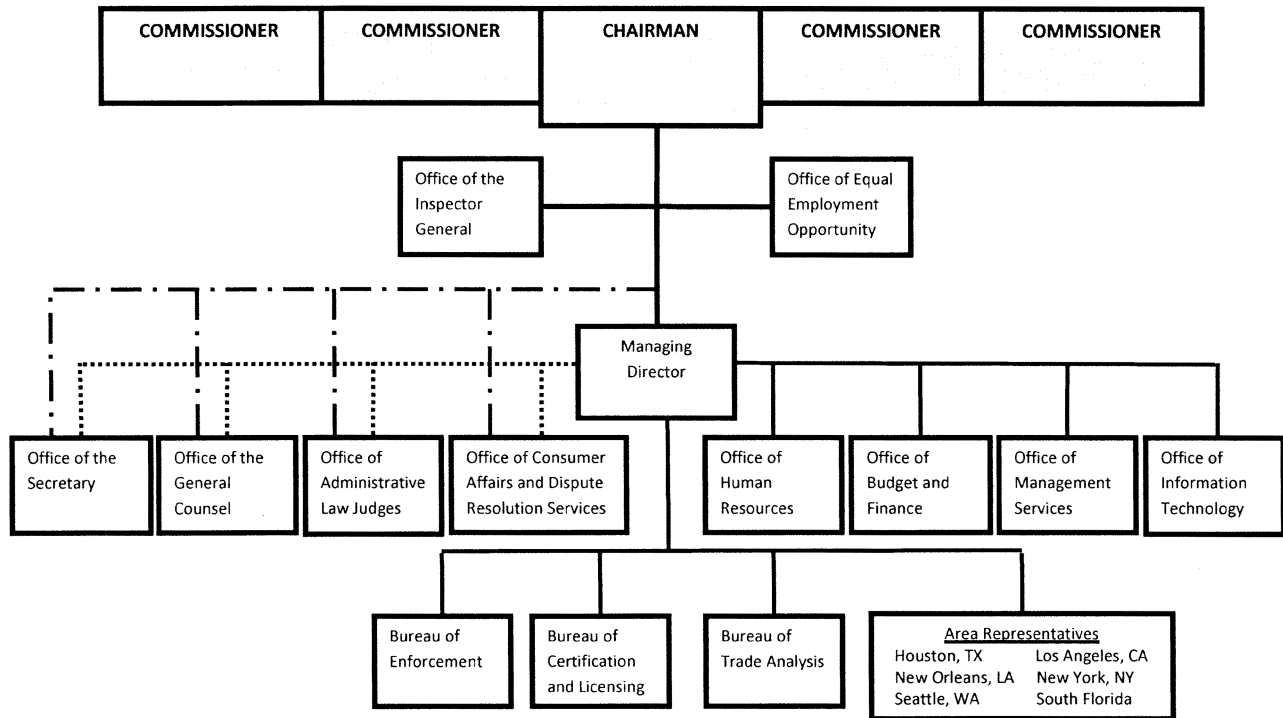 COMMISSIONER
COMMISSIONER
CHAIRMAN
COMMISSIONER
COMMISSIONER
Office of the
Inspector
General
Office of Equal
Employment
Opportunity
Managing
Director
Office of the
Secretary
Office of the
General
Counsel
Office of
Administrative
Law Judges
Office of Consumer
Affairs and Dispute
Resolution Services
Office of
Human
Resources
Office of
Budget and
Finance
Office of
Management
Services
Office of
Information
Technology
Bureau of
Enforcement
Bureau of
Certification
and Licensing
Bureau of
Trade Analysis
Area Representatives
Houston, TX Los Angeles, CA
New Orleans, LA New York, NY
Seattle, WA South Florida